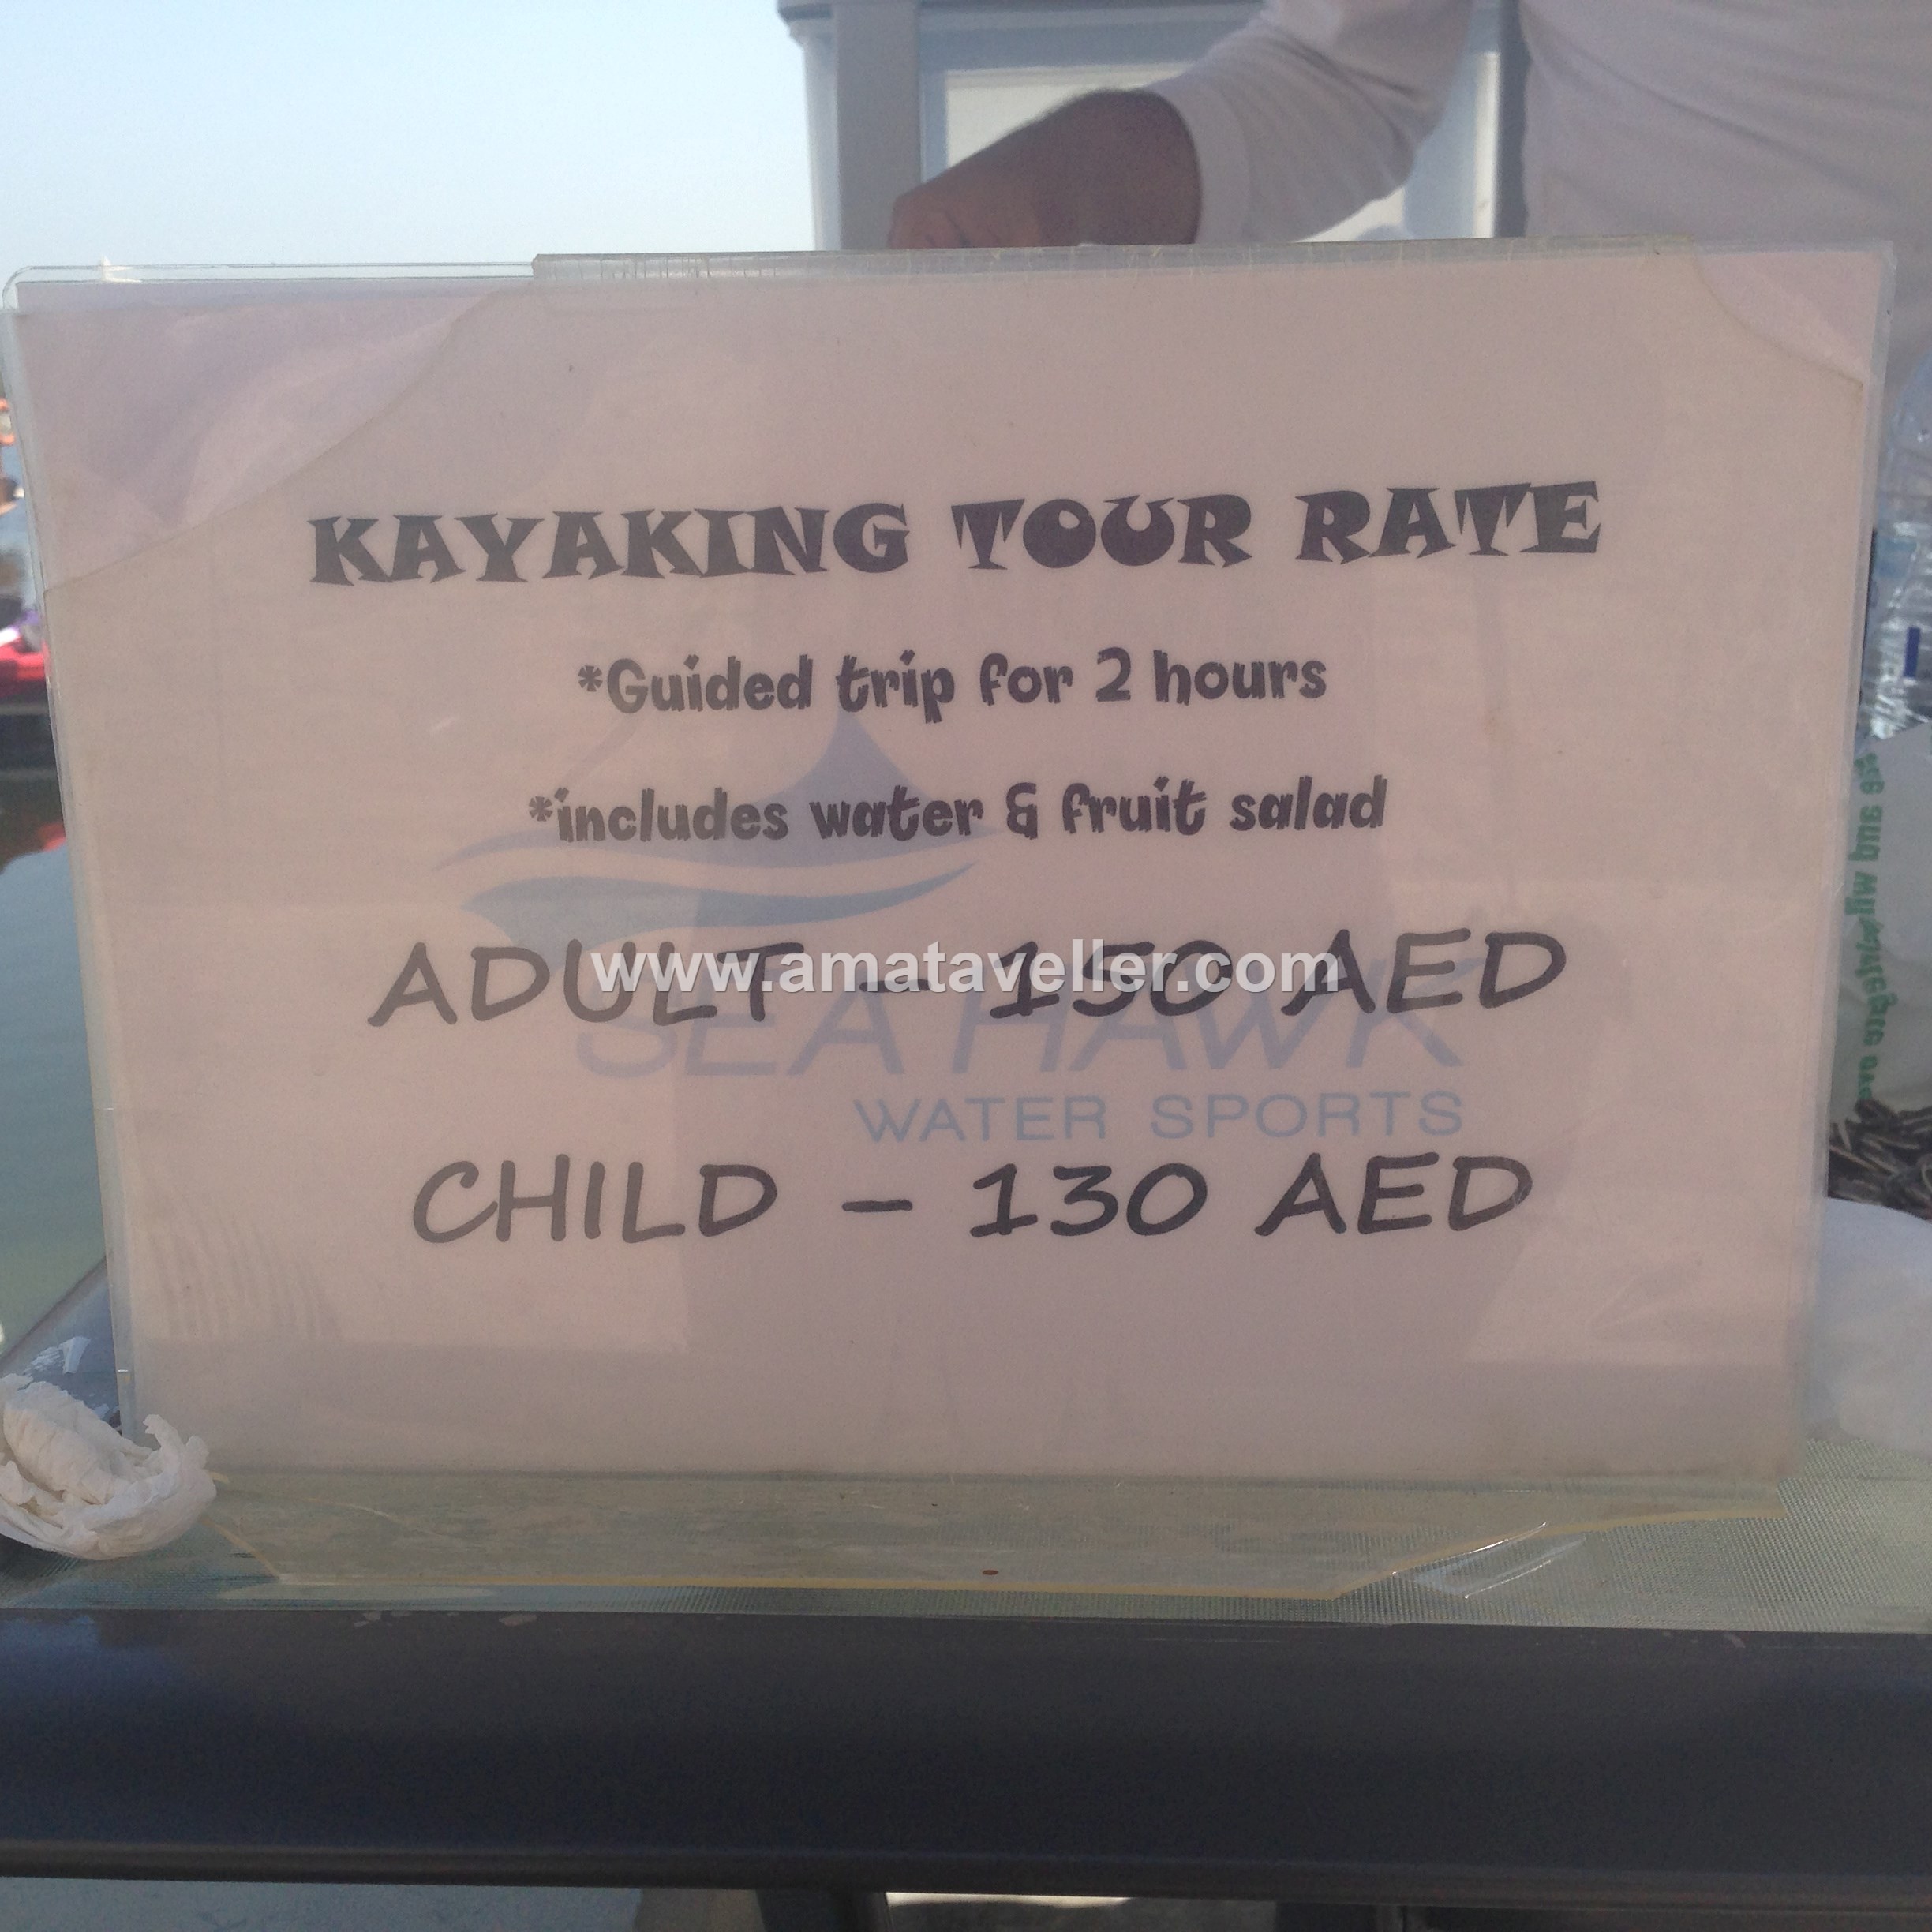 KAYAKING TOUR RATE
*Guided trip for 2 hours
*includes water & fruit salad
ADULT – 150 AED
www.amataveller.com
SEA HAWK
WATER SPORTS
CHILD – 130 AED